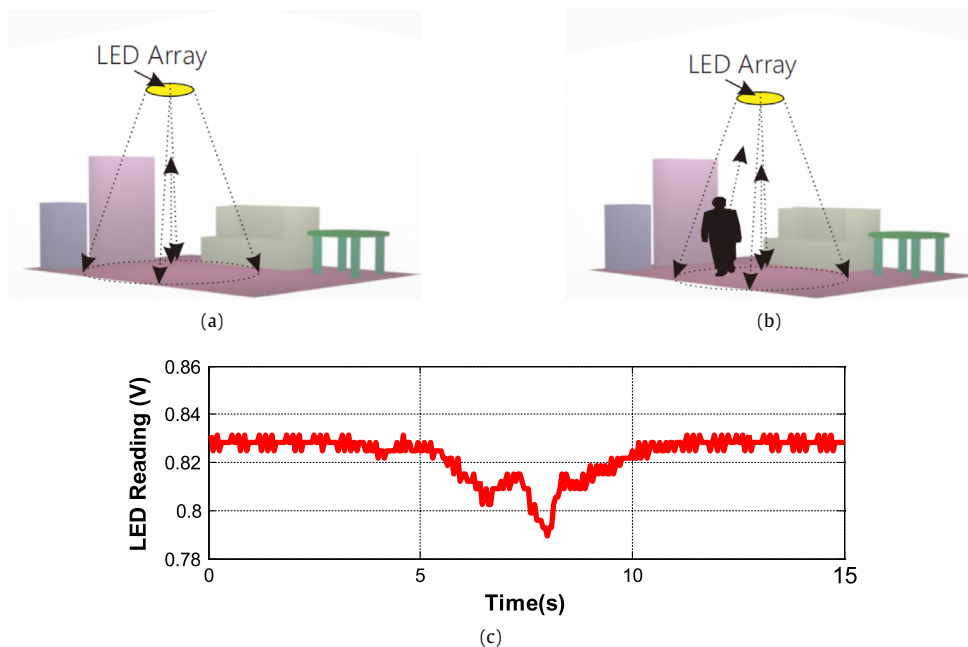 LED Array
LED Array
(a)
(b)
0.86
0.84
0.82
0.8
0.78
LED Reading (V)
0
5
10
15
Time(s)
(c)